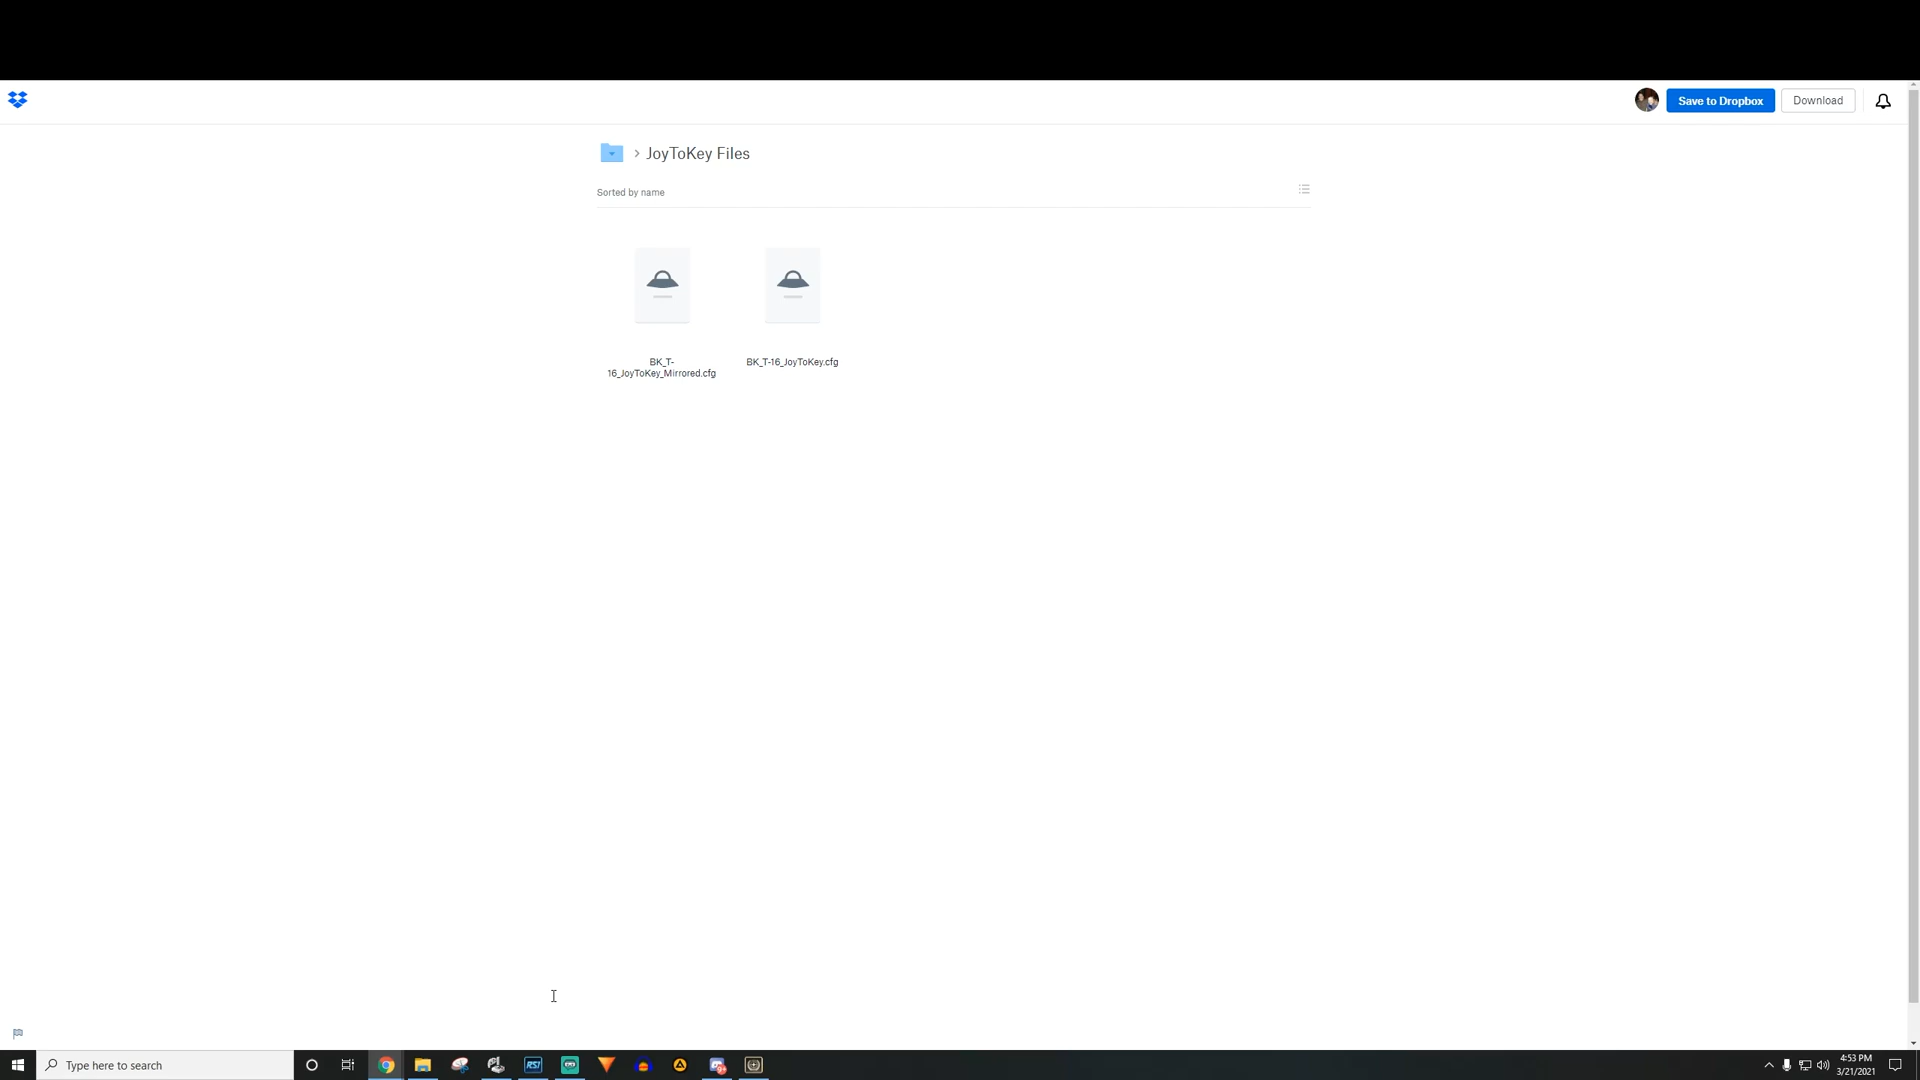 Save to Dropbox
Download
JoyToKey Files
Sorted by name
BK_T-
16_JoyToKey_Mirrored.cfg
BK_T-16_JoyToKey.cfg
Type here to search
RSI
4:53 PM
3/21/2021